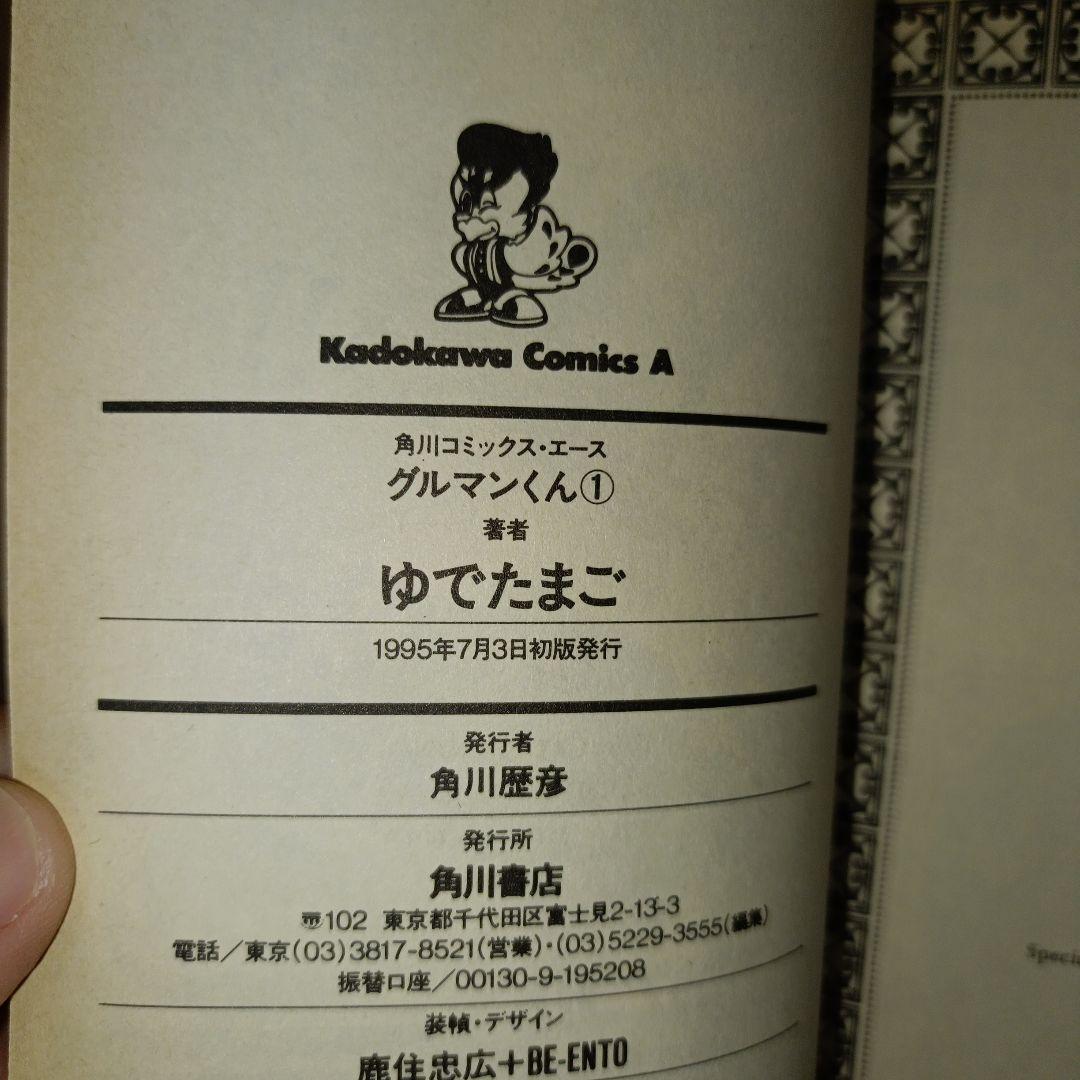 Kadokawa Comics A
角川コミックス・エース
グルマンくん①
著者
ゆでたまご
1995年7月3日初版発行
発行者
角川歴彦
発行所
角川書店
〠102 東京都千代田区富士見2-13-3
電話／東京(03)3817-8521(営業)・(03)5229-3555(編集)
振替口座／00130-9-195208
装幀・デザイン
鹿住忠広＋BE-ENTO
Specia